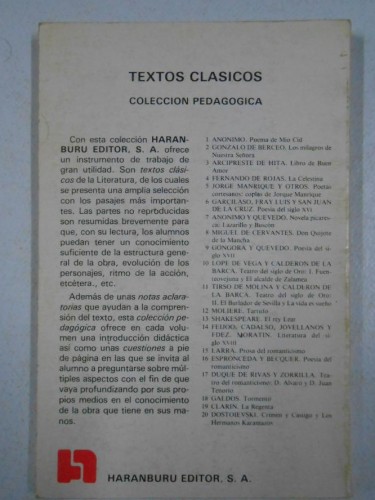 TEXTOS CLASICOS
COLECCION PEDAGOGICA
Con esta colección HARAN-
BURU EDITOR, S. A. ofrece
un instrumento de trabajo de
gran utilidad. Son textos clási-
cos de la Literatura, de los cuales
se presenta una amplia selección
con los pasajes más importan-
tes. Las partes no reproducidas
son resumidas brevemente para
que, con su lectura, los alumnos
puedan tener un conocimiento
suficiente de la estructura general
de la obra, evolución de los
personajes, ritmo de la acción,
etcétera., etc.
Además de unas notas aclara-
torias que ayudan a la compren-
sión del texto, esta colección pe-
dagógica ofrece en cada volu-
men una introducción didáctica
así como unas cuestiones a pie
de página en las que se invita al
alumno a preguntarse sobre múl-
tiples aspectos con el fin de que
vaya profundizando por sus pro-
pios medios en el conocimiento
de la obra que tiene en sus ma-
nos.
1 ANONIMO. Poema de Mio Cid
2 GONZALO DE BERCEO. Los milagros de
Nuestra Señora
3 ARCIPRESTE DE HITA. Libro de Buen
Amor
4 FERNANDO DE ROJAS. La Celestina
5 JORGE MANRIQUE Y OTROS. Poetas
cortesanos: coplas de Jorque Manrique
6 GARCILASO, FRAY LUIS Y SAN JUAN
DE LA CRUZ. Poesía del siglo XVI
7 ANONIMO Y QUEVEDO. Novela picares-
ca: Lazarillo y Buscón
8 MIGUEL DE CERVANTES. Don Quijote
de la Mancha
9 GONGORA Y QUEVEDO. Poesía del si-
glo XVII
10 LOPE DE VEGA Y CALDERON DE LA
BARCA. Teatro del siglo de Oro: I. Fuen-
teovejuna y El alcalde de Zalamea
11 TIRSO DE MOLINA Y CALDERON DE
LA BARCA. Teatro del siglo de Oro:
II. El Burlador de Sevilla y La vida es sueño
12 MOLIERE. Tartufo
13 SHAKESPEARE. El rey Lear
14 FEIJOO, CADALSO, JOVELLANOS Y
FDEZ. MORATIN. Literatura del si-
glo XVIII
15 LARRA. Prosa del romanticismo
16 ESPRONCEDA Y BECQUER. Poesía del
romanticismo
17 DUQUE DE RIVAS Y ZORRILLA. Tea-
tro del romanticismo: D. Alvaro y D. Juan
Tenorio
18 GALDOS. Tormento
19 CLARIN. La Regenta
20 DOSTOIEVSKI. Crimen y Castigo y Los
Hermanos Karamazov
HARANBURU EDITOR, S. A.